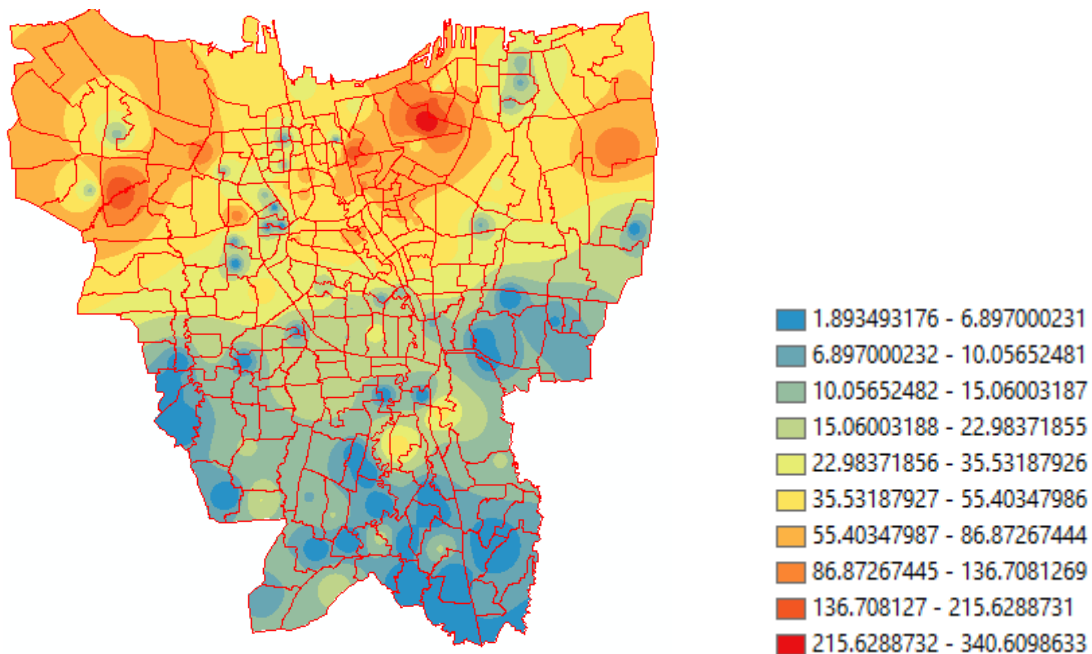 1.893493176 - 6.897000231
6.897000232 - 10.05652481
10.05652482 - 15.06003187
15.06003188 - 22.98371855
22.98371856 - 35.53187926
35.53187927 - 55.40347986
55.40347987 - 86.87267444
86.87267445 - 136.7081269
136.708127 - 215.6288731
215.6288732 - 340.6098633